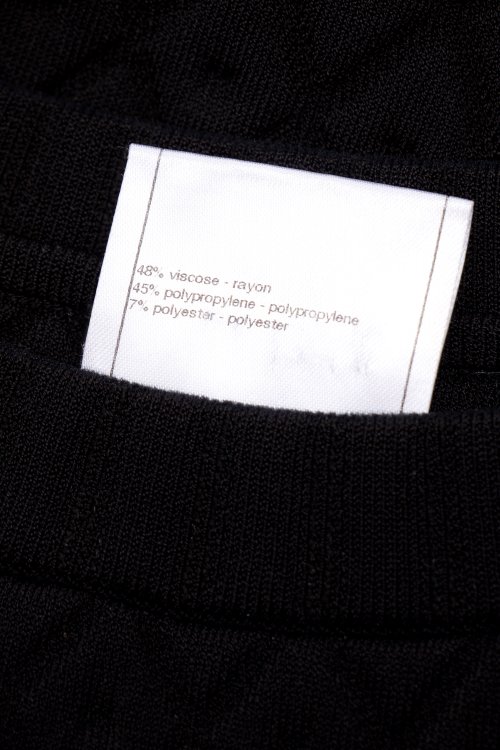 48% viscose - rayon
45% polypropylene - polypropylene
7% polyester - polyester